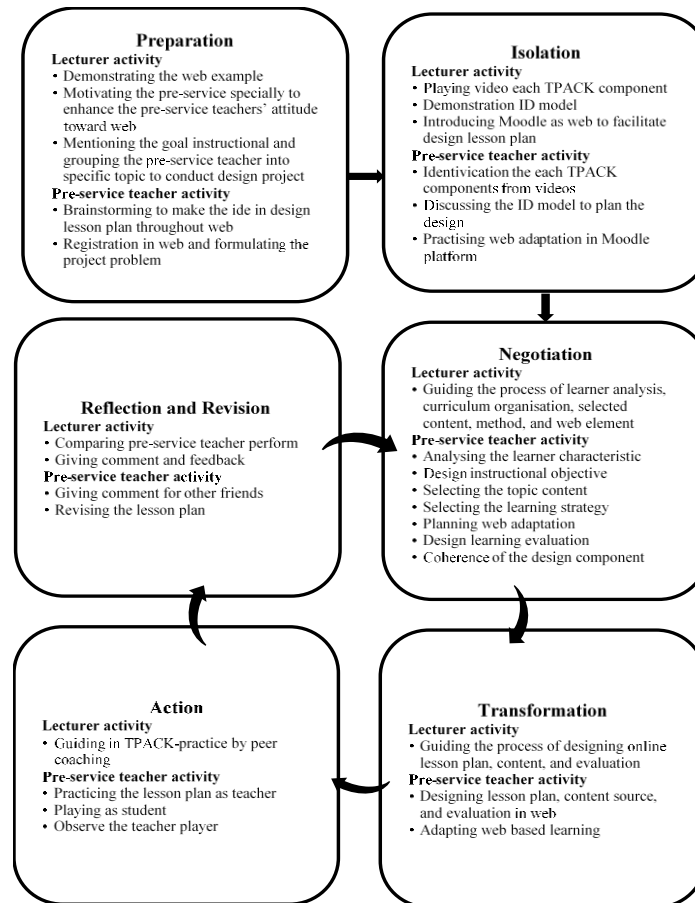 Preparation
Lecturer activity
• Demonstrating the web example
• Motivating the pre-service specially to
enhance the pre-service teachers' attitude
toward web
• Mentioning the goal instructional and
grouping the pre-service teacher into
specific topic to conduct design project
Pre-service teacher activity
• Brainstorming to make the ide in design
lesson plan throughout web
• Registration in web and formulating the
project problem
Isolation
Lecturer activity
• Playing video each TPACK component
• Demonstration ID model
• Introducing Moodle as web to facilitate
design lesson plan
Pre-service teacher activity
• Identivication the each TPACK
components from videos
• Discussing the ID model to plan the
design
• Practising web adaptation in Moodle
platform
Negotiation
Lecturer activity
• Guiding the process of learner analysis,
curriculum organisation, selected
content, method, and web element
Pre-service teacher activity
• Analysing the learner characteristic
• Design instructional objective
• Selecting the topic content
• Selecting the learning strategy
• Planning web adaptation
• Design learning evaluation
• Coherence of the design component
Transformation
Lecturer activity
• Guiding the process of designing online
lesson plan, content, and evaluation
Pre-service teacher activity
• Designing lesson plan, content source,
and evaluation in web
• Adapting web based learning
Action
Lecturer activity
• Guiding in TPACK-practice by peer
coaching
Pre-service teacher activity
• Practicing the lesson plan as teacher
• Playing as student
• Observe the teacher player
Reflection and Revision
Lecturer activity
• Comparing pre-service teacher perform
• Giving comment and feedback
Pre-service teacher activity
• Giving comment for other friends
• Revising the lesson plan